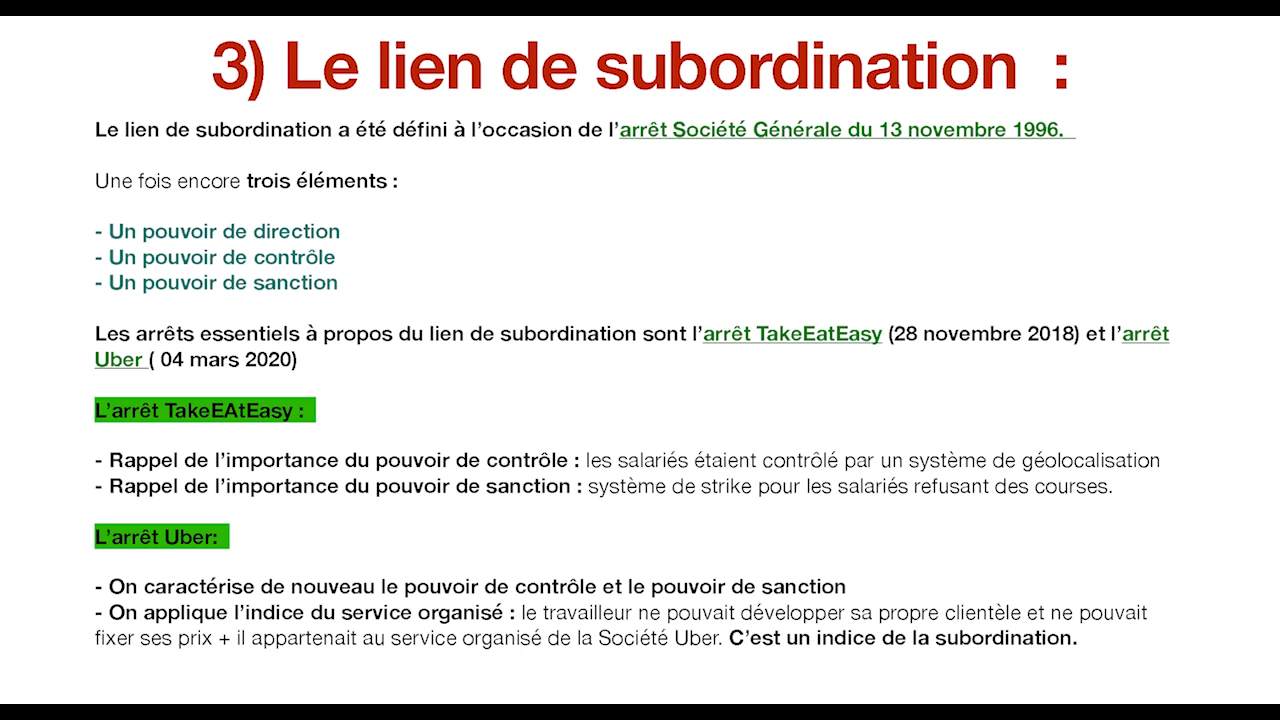 3) Le lien de subordination :
Le lien de subordination a été défini à l'occasion de l'arrêt Société Générale du 13 novembre 1996.
Une fois encore trois éléments :
- Un pouvoir de direction
- Un pouvoir de contrôle
- Un pouvoir de sanction
Les arrêts essentiels à propos du lien de subordination sont l'arrêt TakeEatEasy (28 novembre 2018) et l'arrêt
Uber ( 04 mars 2020)
L'arrêt TakeEAtEasy :
- Rappel de l'importance du pouvoir de contrôle : les salariés étaient contrôlé par un système de géolocalisation
- Rappel de l'importance du pouvoir de sanction : système de strike pour les salariés refusant des courses.
L'arrêt Uber:
- On caractérise de nouveau le pouvoir de contrôle et le pouvoir de sanction
- On applique l'indice du service organisé : le travailleur ne pouvait développer sa propre clientèle et ne pouvait
fixer ses prix + il appartenait au service organisé de la Société Uber. C'est un indice de la subordination.